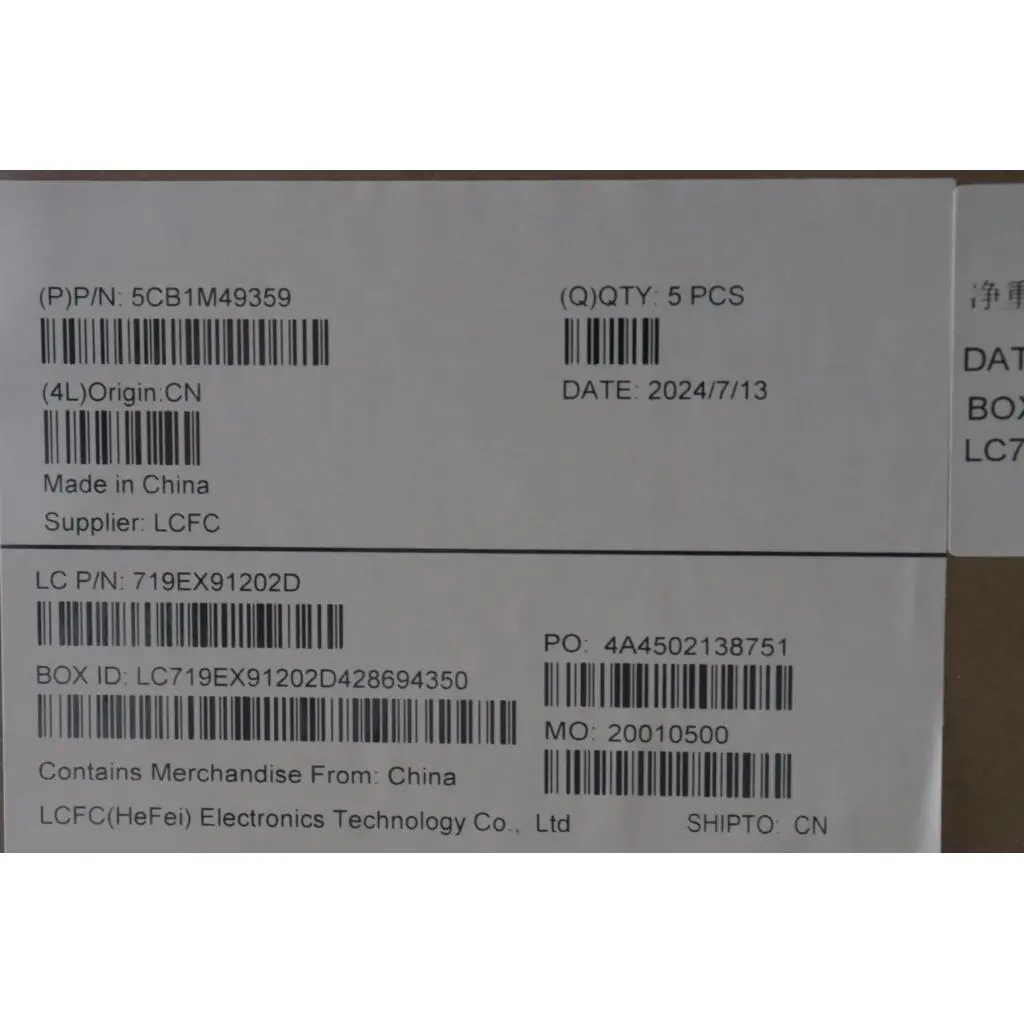 (P)P/N: 5CB1M49359
(Q)QTY: 5 PCS
(4L)Origin:CN
DATE: 2024/7/13
Made in China
Supplier: LCFC
LC P/N: 719EX91202D
PO: 4A4502138751
BOX ID: LC719EX91202D428694350
MO: 20010500
Contains Merchandise From: China
LCFC(HeFei) Electronics Technology Co., Ltd
SHIPTO: CN
净重
DAT
BOX
LC7